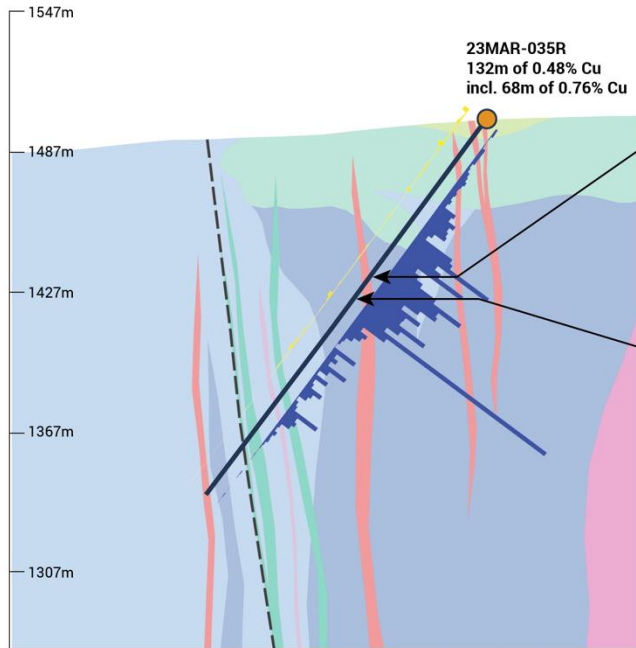 1547m
23MAR-035R
132m of 0.48% Cu
incl. 68m of 0.76% Cu
1487m
1427m
1367m
1307m